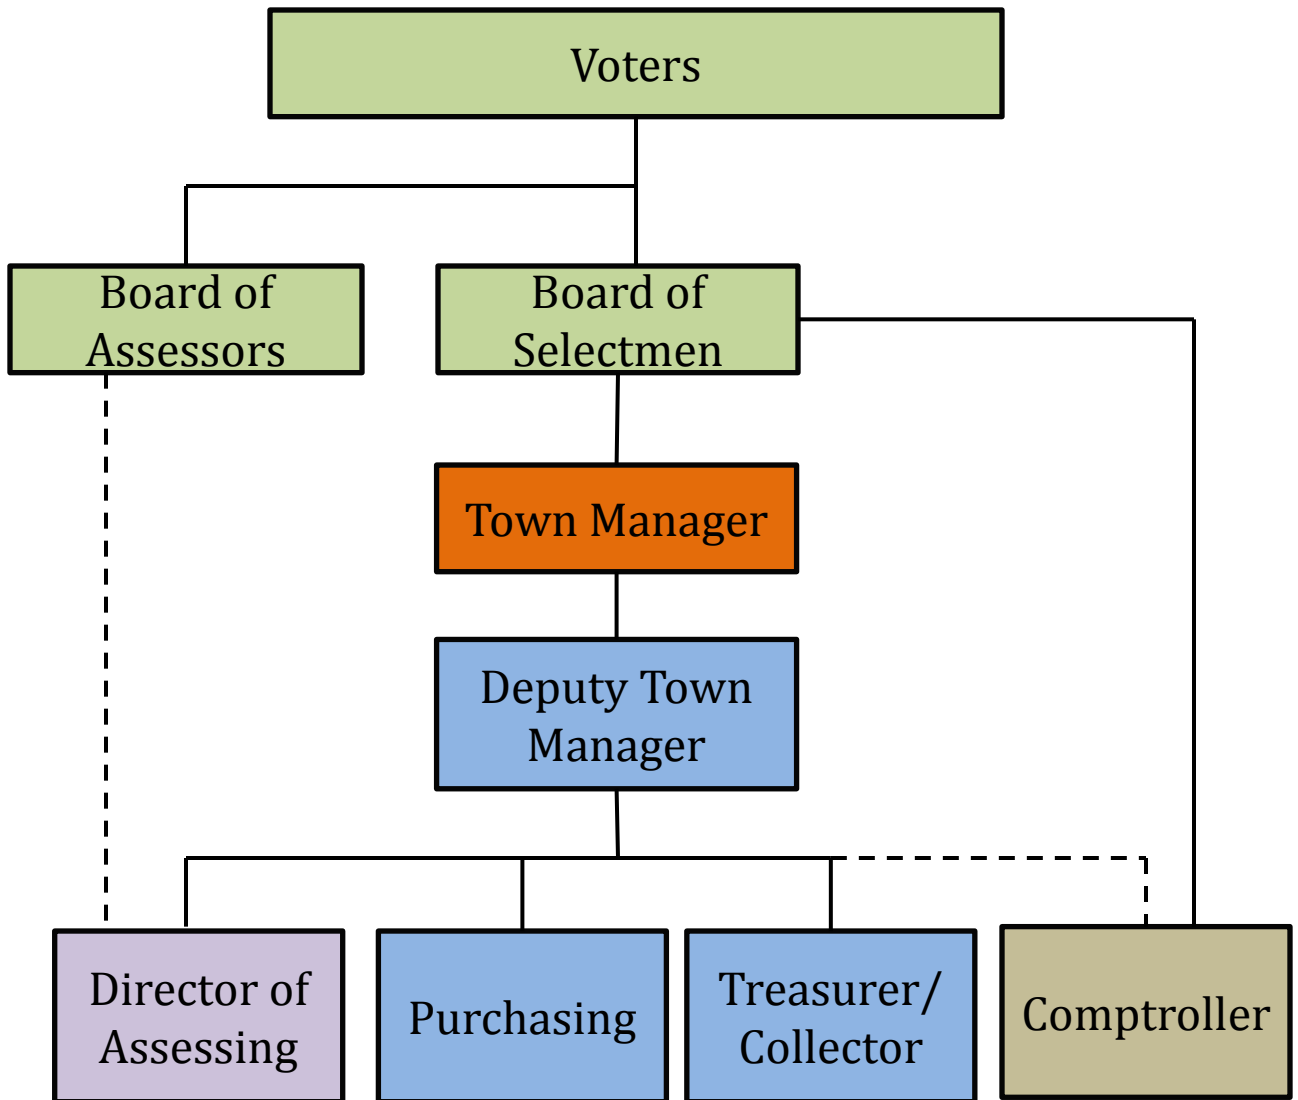 Voters
Board of
Assessors
Board of
Selectmen
Town Manager
Deputy Town
Manager
Director of
Assessing
Purchasing
Treasurer/
Collector
Comptroller